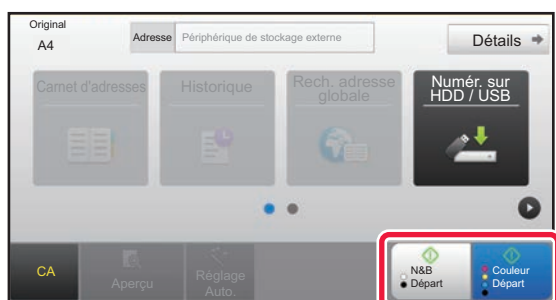 Original
A4
Adresse
Périphérique de stockage externe
Détails
Carnet d'adresses
Historique
Rech. adresse
globale
Numér. sur
HDD / USB
CA
Aperçu
Réglage
Auto.
N&B
Départ
Couleur
Départ